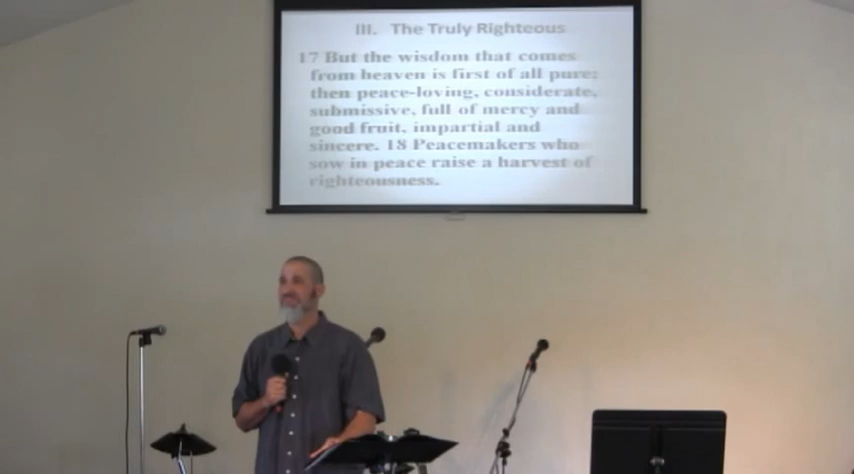 III. The Truly Righteous
17 But the wisdom that comes
from heaven is first of all pure;
then peace-loving, considerate,
submissive, full of mercy and
good fruit, impartial and
sincere. 18 Peacemakers who
sow in peace raise a harvest of
righteousness.